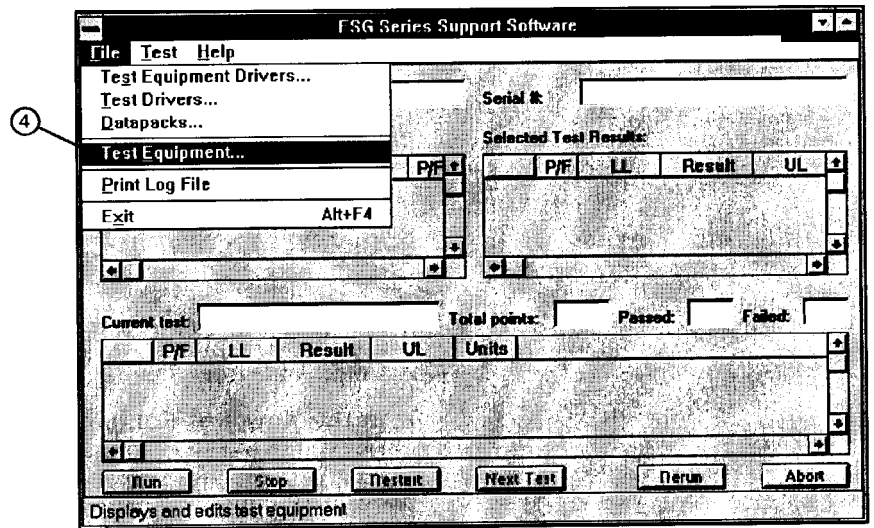 ESG Series Support Software
File Test Help
Test Equipment Drivers...
Test Drivers...
Datapacks...
Test Equipment...
Print Log File
Exit Alt+F4
4
Serial #:
Selected Test Results:
P/F
P/F LL Result UL
Current test: Total points: Passed: Failed:
P/F LL Result UL Units
Run Stop Restart Next Test Rerun Abort
Displays and edits test equipment